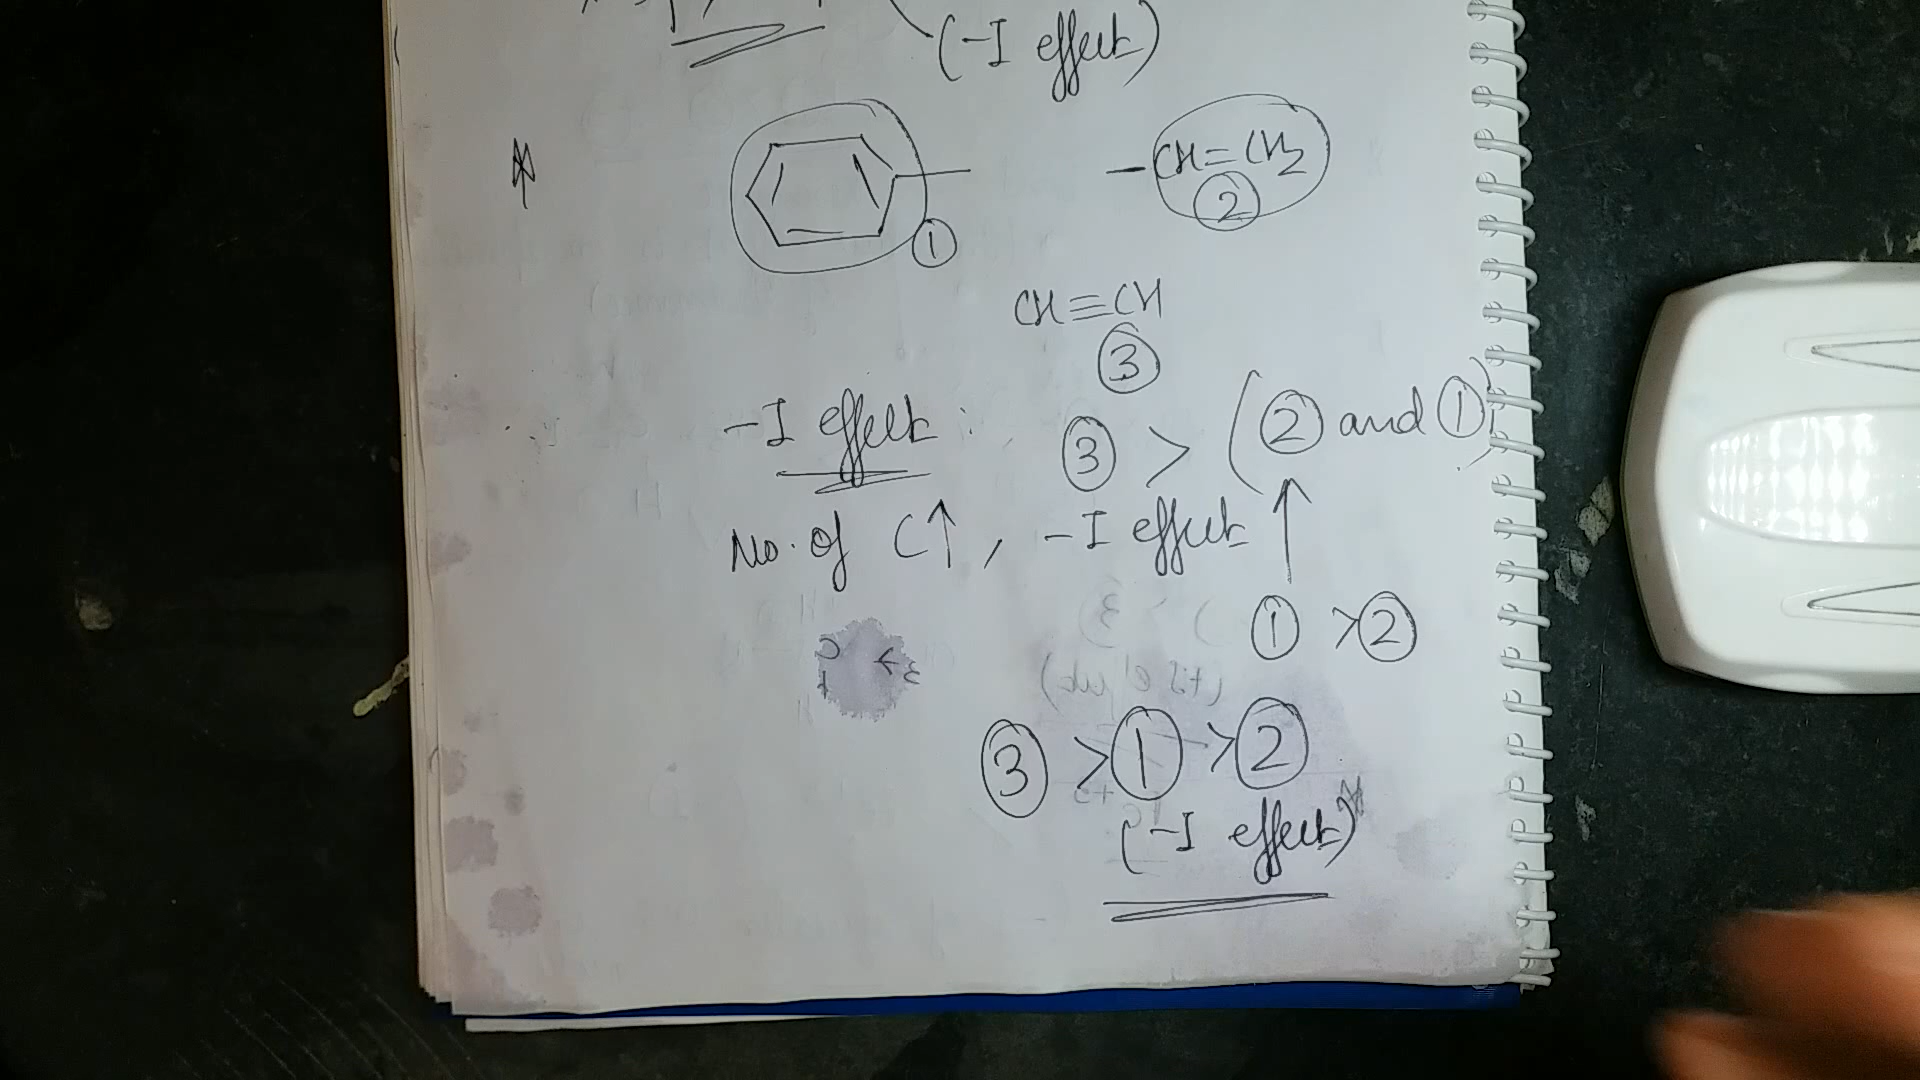 (-I effect)
-CH=CH2
① ②
CH≡CH
③
-I effect : ③ > (② and ①)
No. of C↑, -I effect ↑
① >②
③ >① >②
(-I effect)